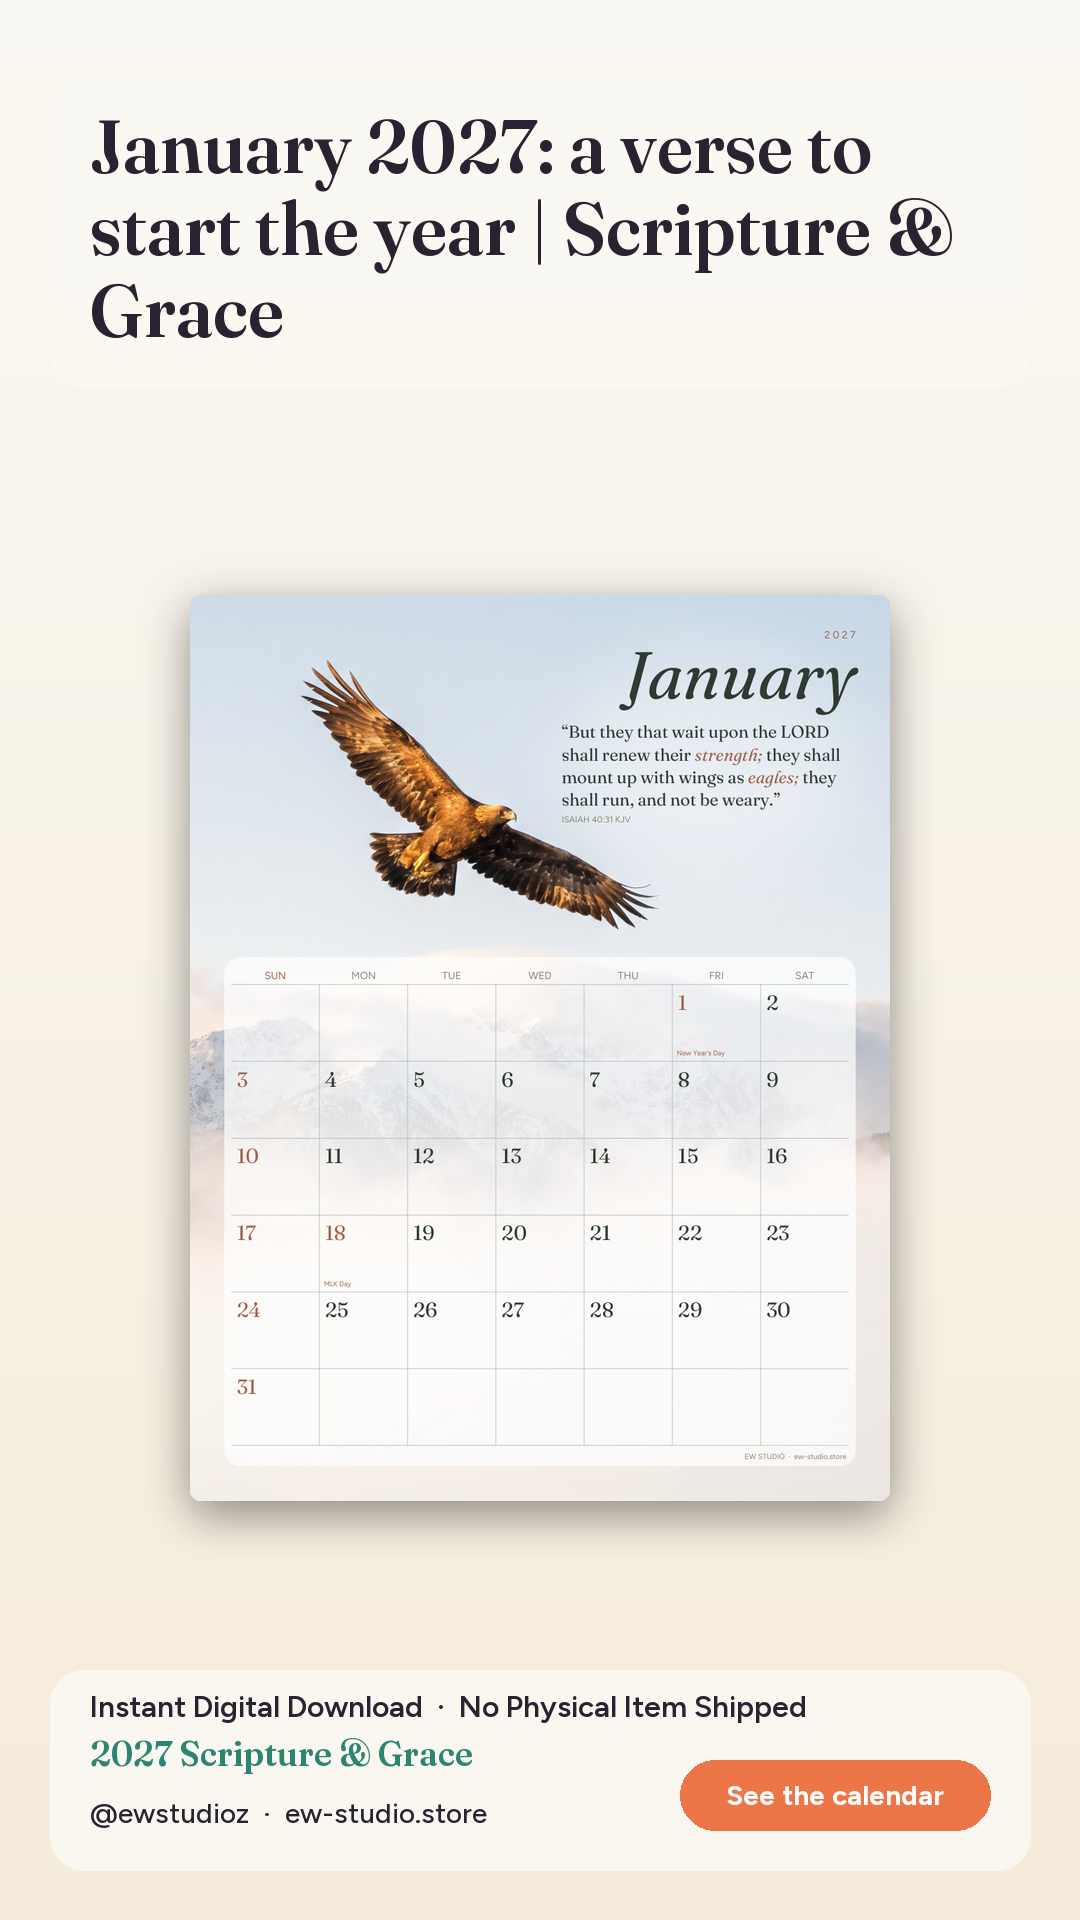 January 2027: a verse to
start the year | Scripture &
Grace
2027
January
“But they that wait upon the LORD
shall renew their strength; they shall
mount up with wings as eagles; they
shall run, and not be weary.”
ISAIAH 40:31 KJV
SUN MON TUE WED THU FRI SAT
1 2
New Year's Day
3 4 5 6 7 8 9
10 11 12 13 14 15 16
17 18 19 20 21 22 23
MLK Day
24 25 26 27 28 29 30
31
EW STUDIO · ew-studio.store
Instant Digital Download · No Physical Item Shipped
2027 Scripture & Grace
@ewstudioz · ew-studio.store
See the calendar